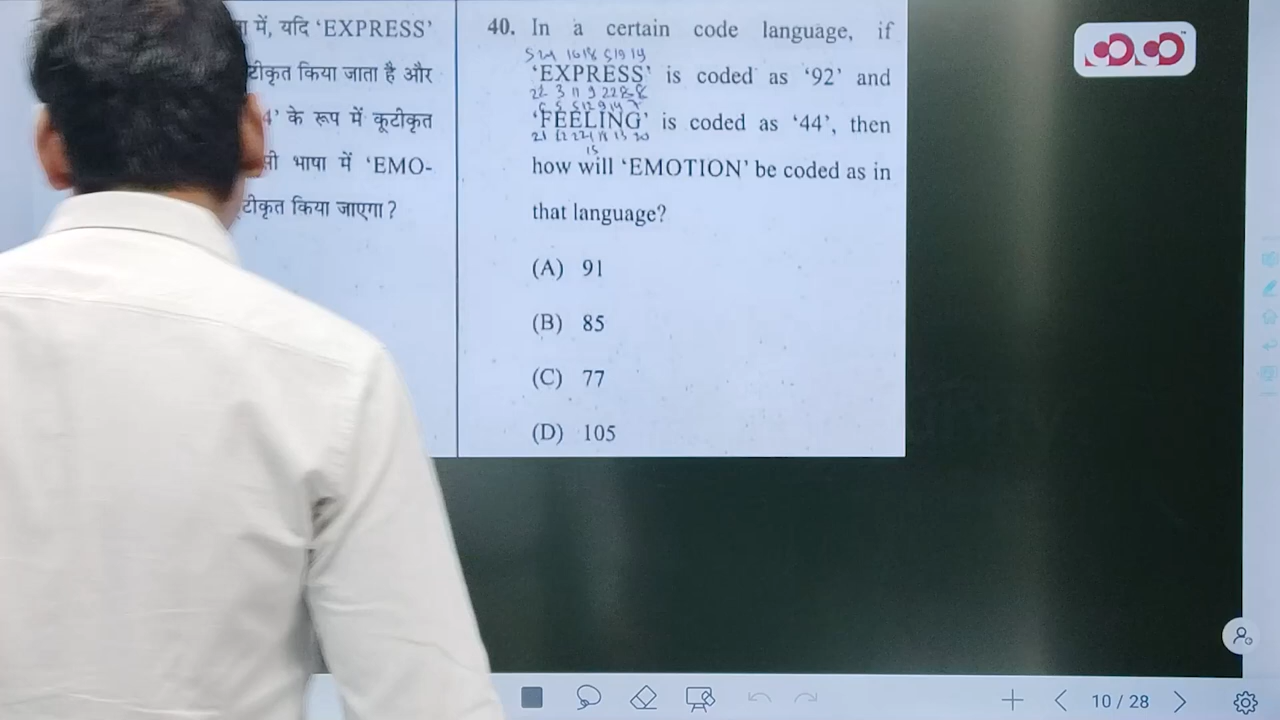 में, यदि 'EXPRESS'
टीकृत किया जाता है और
4' के रूप में कूटीकृत
भाषा में 'EMO-
टीकृत किया जाएगा ?
40. In a certain code language, if
'EXPRESS' is coded as '92' and
'FEELING' is coded as '44', then
how will 'EMOTION' be coded as in
that language?
(A) 91
(B) 85
(C) 77
(D) 105
10 / 28